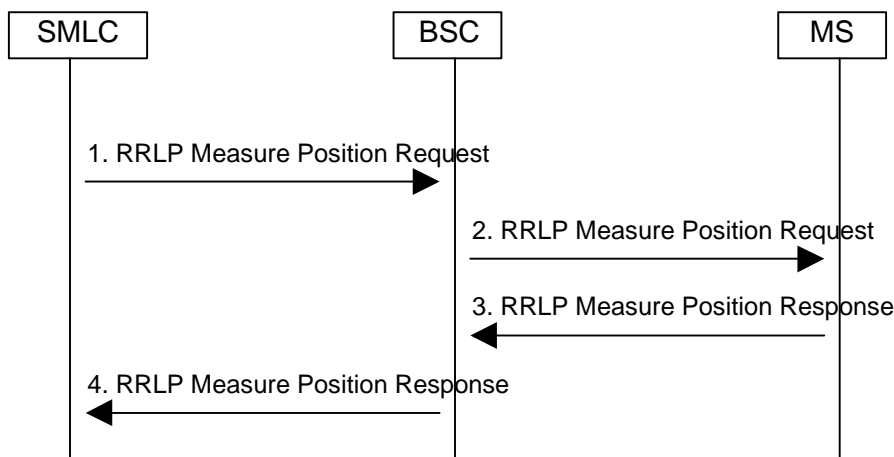 SMLC
BSC
MS
1. RRLP Measure Position Request
2. RRLP Measure Position Request
3. RRLP Measure Position Response
4. RRLP Measure Position Response